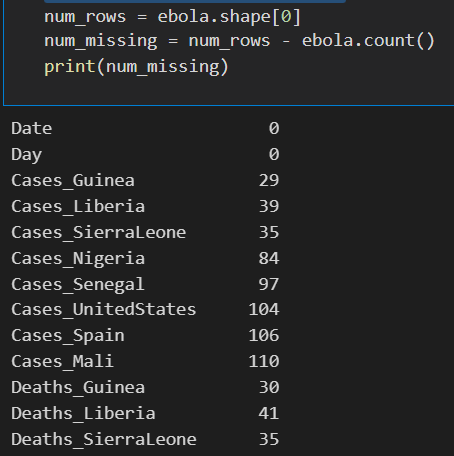 num_rows = ebola.shape[0]
num_missing = num_rows - ebola.count()
print(num_missing)
Date 0
Day 0
Cases_Guinea 29
Cases_Liberia 39
Cases_SierraLeone 35
Cases_Nigeria 84
Cases_Senegal 97
Cases_UnitedStates 104
Cases_Spain 106
Cases_Mali 110
Deaths_Guinea 30
Deaths_Liberia 41
Deaths_SierraLeone 35